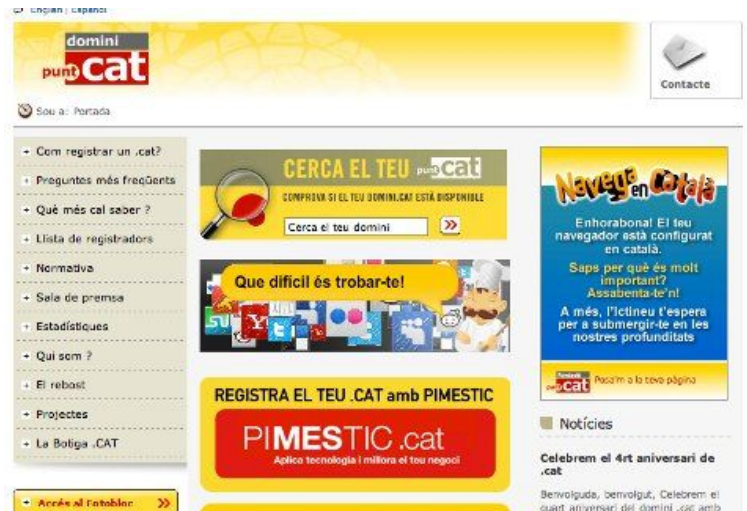 English | Español
domini
punt cat
Contacte
Sou a: Portada
Com registrar un .cat?
Preguntes més freqüents
Què més cal saber ?
Llista de registradors
Normativa
Sala de premsa
Estadístiques
Qui som ?
El rebost
Projectes
La Botiga .CAT
Accés al Fotobloc
CERCA EL TEU punt cat
COMPROVA SI EL TEU DOMINI.CAT ESTÀ DISPONIBLE
Cerca el teu domini
Que difícil és trobar-te!
REGISTRA EL TEU .CAT amb PIMESTIC
PIMESTIC.cat
Aplica tecnologia i millora el teu negoci
Navega en Català
Enhorabona! El teu
navegador està configurat
en català.
Saps per què és molt
important?
Assabenta-te'n!
A més, l'Ictineu t'espera
per a submergir-te en les
nostres profunditats
cat Posa'm a la teva pàgina
Notícies
Celebrem el 4rt aniversari de
.cat
Benvolguda, benvolgut, Celebrem el
quart aniversari del domini .cat amb